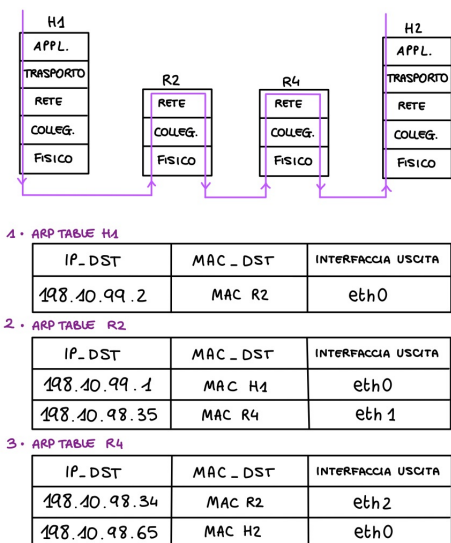 H1
APPL.
TRASPORTO
RETE
COLLEG.
FISICO
R2
RETE
COLLEG.
FISICO
R4
RETE
COLLEG.
FISICO
H2
APPL.
TRASPORTO
RETE
COLLEG.
FISICO
1. ARP TABLE H1
IP_DST MAC_DST INTERFACCIA USCITA
198.10.99.2 MAC R2 eth0
2. ARP TABLE R2
IP_DST MAC_DST INTERFACCIA USCITA
198.10.99.1 MAC H1 eth0
198.10.98.35 MAC R4 eth1
3. ARP TABLE R4
IP_DST MAC_DST INTERFACCIA USCITA
198.10.98.34 MAC R2 eth2
198.10.98.65 MAC H2 eth0